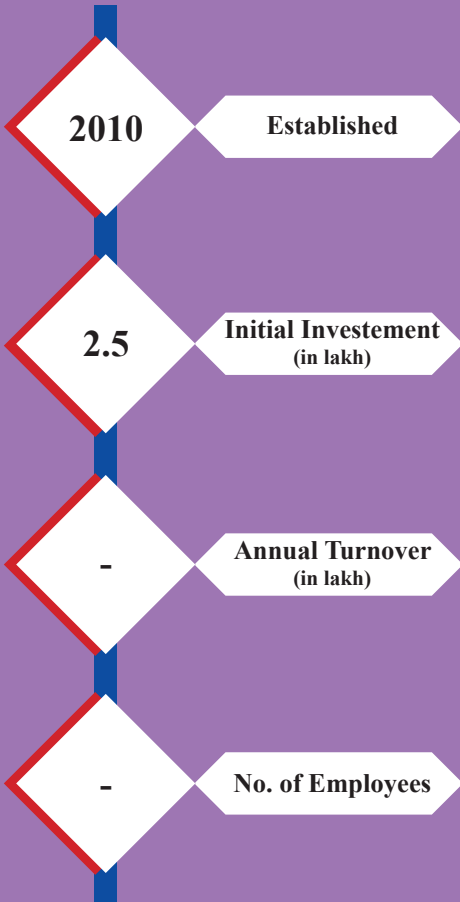 2010
Established
2.5
Initial Investement
(in lakh)
-
Annual Turnover
(in lakh)
-
No. of Employees